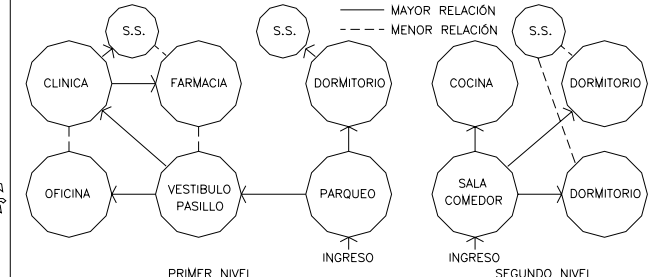 MAYOR RELACIÓN
S.S.
S.S.
MENOR RELACIÓN
S.S.
CLINICA
FARMACIA
DORMITORIO
COCINA
DORMITORIO
OFICINA
VESTIBULO
PASILLO
PARQUEO
SALA
COMEDOR
DORMITORIO
INGRESO
INGRESO
PRIMER NIVEL
SEGUNDO NIVEL